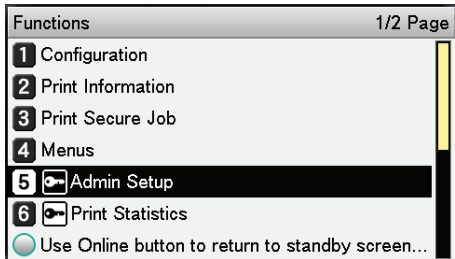 Functions 1/2 Page
1 Configuration
2 Print Information
3 Print Secure Job
4 Menus
5 Admin Setup
6 Print Statistics
Use Online button to return to standby screen...